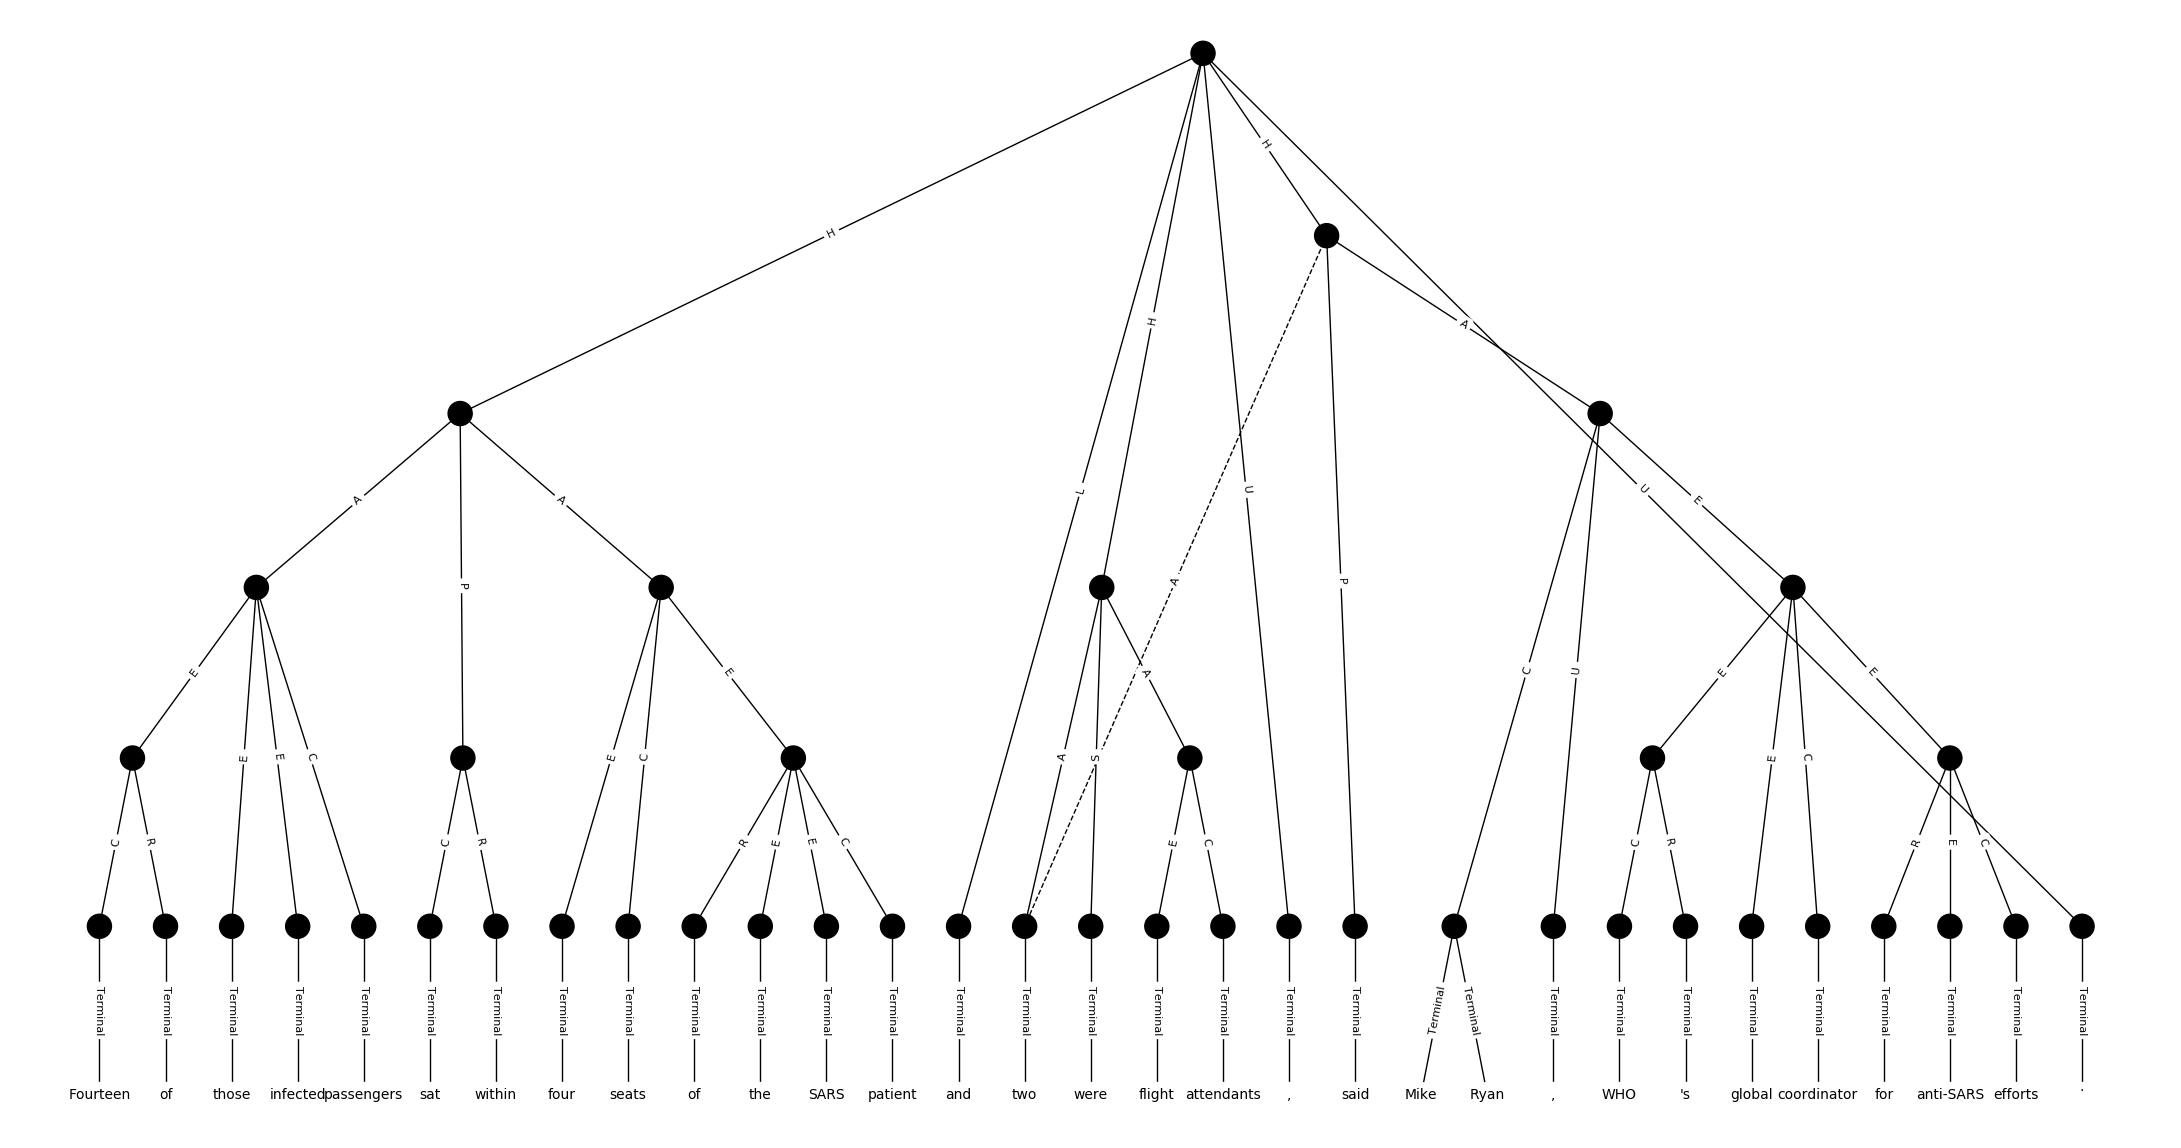 H
H
H
A
L
U
U
A
A
E
P
A
P
E
E
A
C
U
E
E
E
E
C
E
C
A
S
E
C
C
R
C
R
R
E
E
C
E
C
C
R
R
E
C
Terminal Terminal Terminal Terminal Terminal Terminal Terminal Terminal Terminal Terminal Terminal Terminal Terminal Terminal Terminal Terminal Terminal Terminal Terminal Terminal Terminal Terminal Terminal Terminal Terminal Terminal Terminal Terminal Terminal Terminal Terminal
Fourteen of those infected passengers sat within four seats of the SARS patient and two were flight attendants , said Mike Ryan , WHO 's global coordinator for anti-SARS efforts .